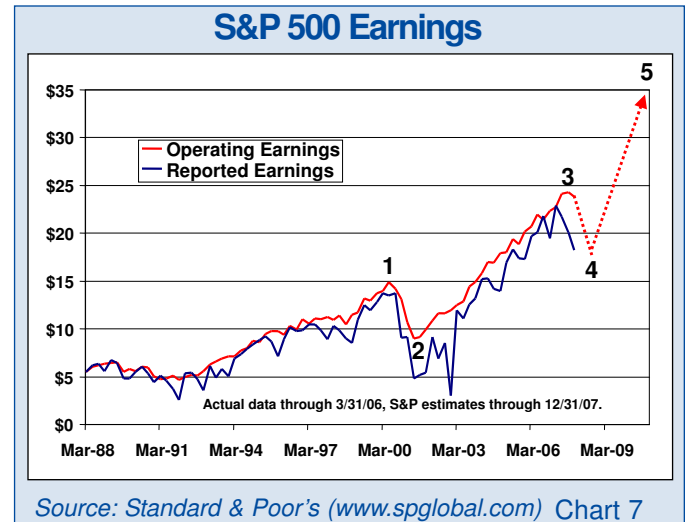 S&P 500 Earnings
5
$35
$30
$25
$20
$15
$10
$5
$0
Operating Earnings
Reported Earnings
3
1
4
2
Actual data through 3/31/06, S&P estimates through 12/31/07.
Mar-88 Mar-91 Mar-94 Mar-97 Mar-00 Mar-03 Mar-06 Mar-09
Source: Standard & Poor's (www.spglobal.com) Chart 7